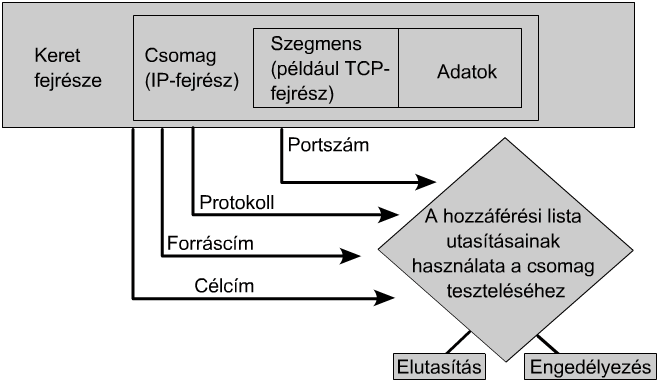 Keret
fejrésze
Csomag
(IP-fejrész)
Szegmens
(például TCP-
fejrész)
Adatok
Portszám
Protokoll
Forráscím
Célcím
A hozzáférési lista
utasításainak
használata a csomag
teszteléséhez
Elutasítás
Engedélyezés